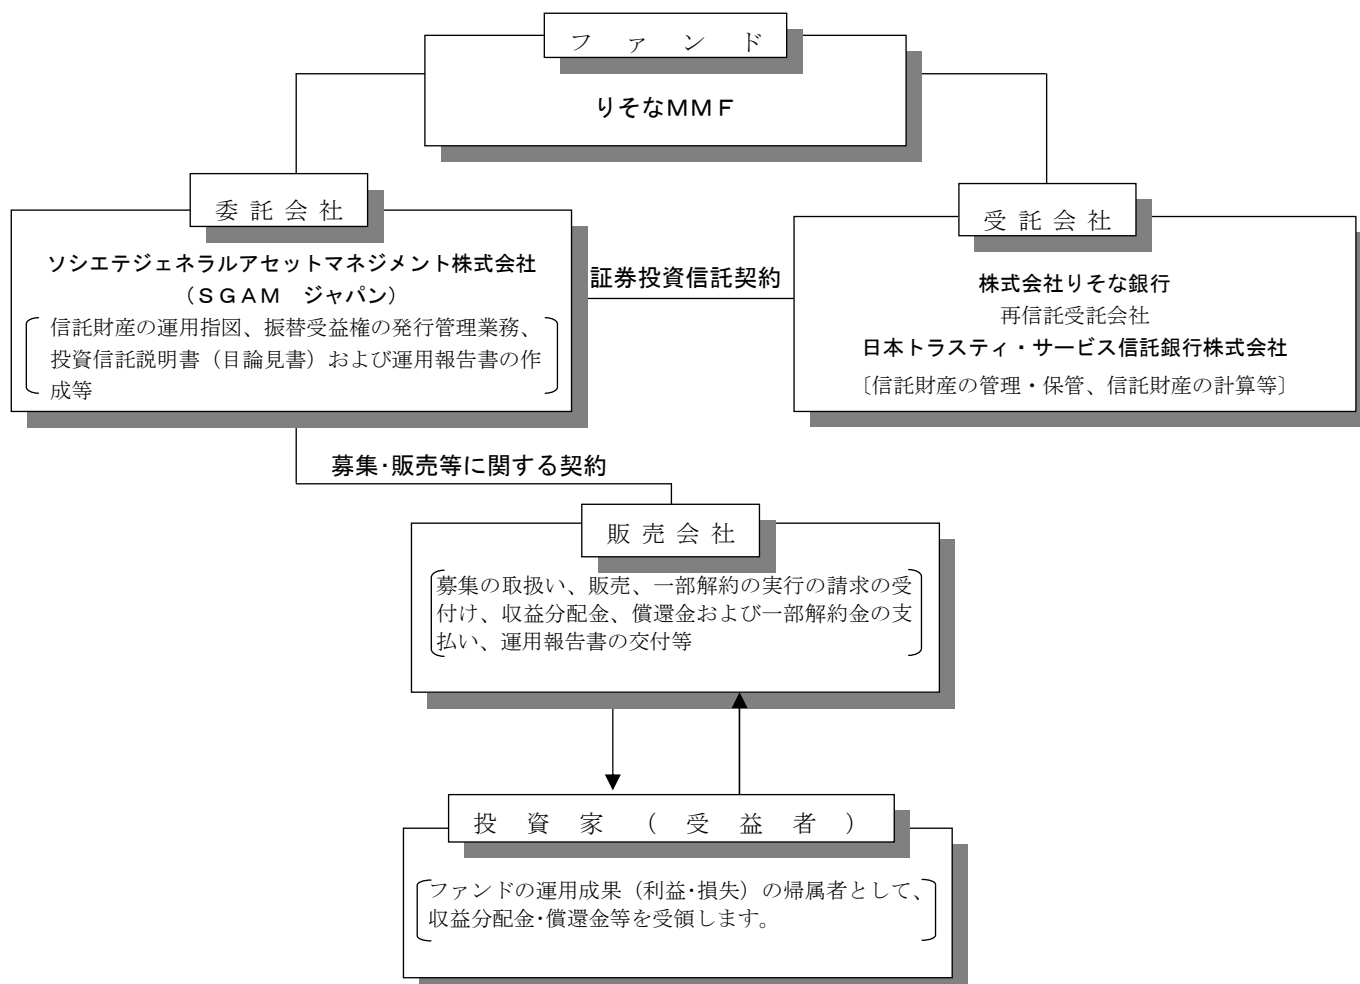 ファンド
りそなMMF
委託会社
ソシエテジェネラルアセットマネジメント株式会社
（SGAM　ジャパン）
信託財産の運用指図、振替受益権の発行管理業務、
投資信託説明書（目論見書）および運用報告書の作
成等
証券投資信託契約
受託会社
株式会社りそな銀行
再信託受託会社
日本トラスティ・サービス信託銀行株式会社
〔信託財産の管理・保管、信託財産の計算等〕
募集･販売等に関する契約
販売会社
募集の取扱い、販売、一部解約の実行の請求の受
付け、収益分配金、償還金および一部解約金の支
払い、運用報告書の交付等
投資家（受益者）
ファンドの運用成果（利益･損失）の帰属者として、
収益分配金･償還金等を受領します。